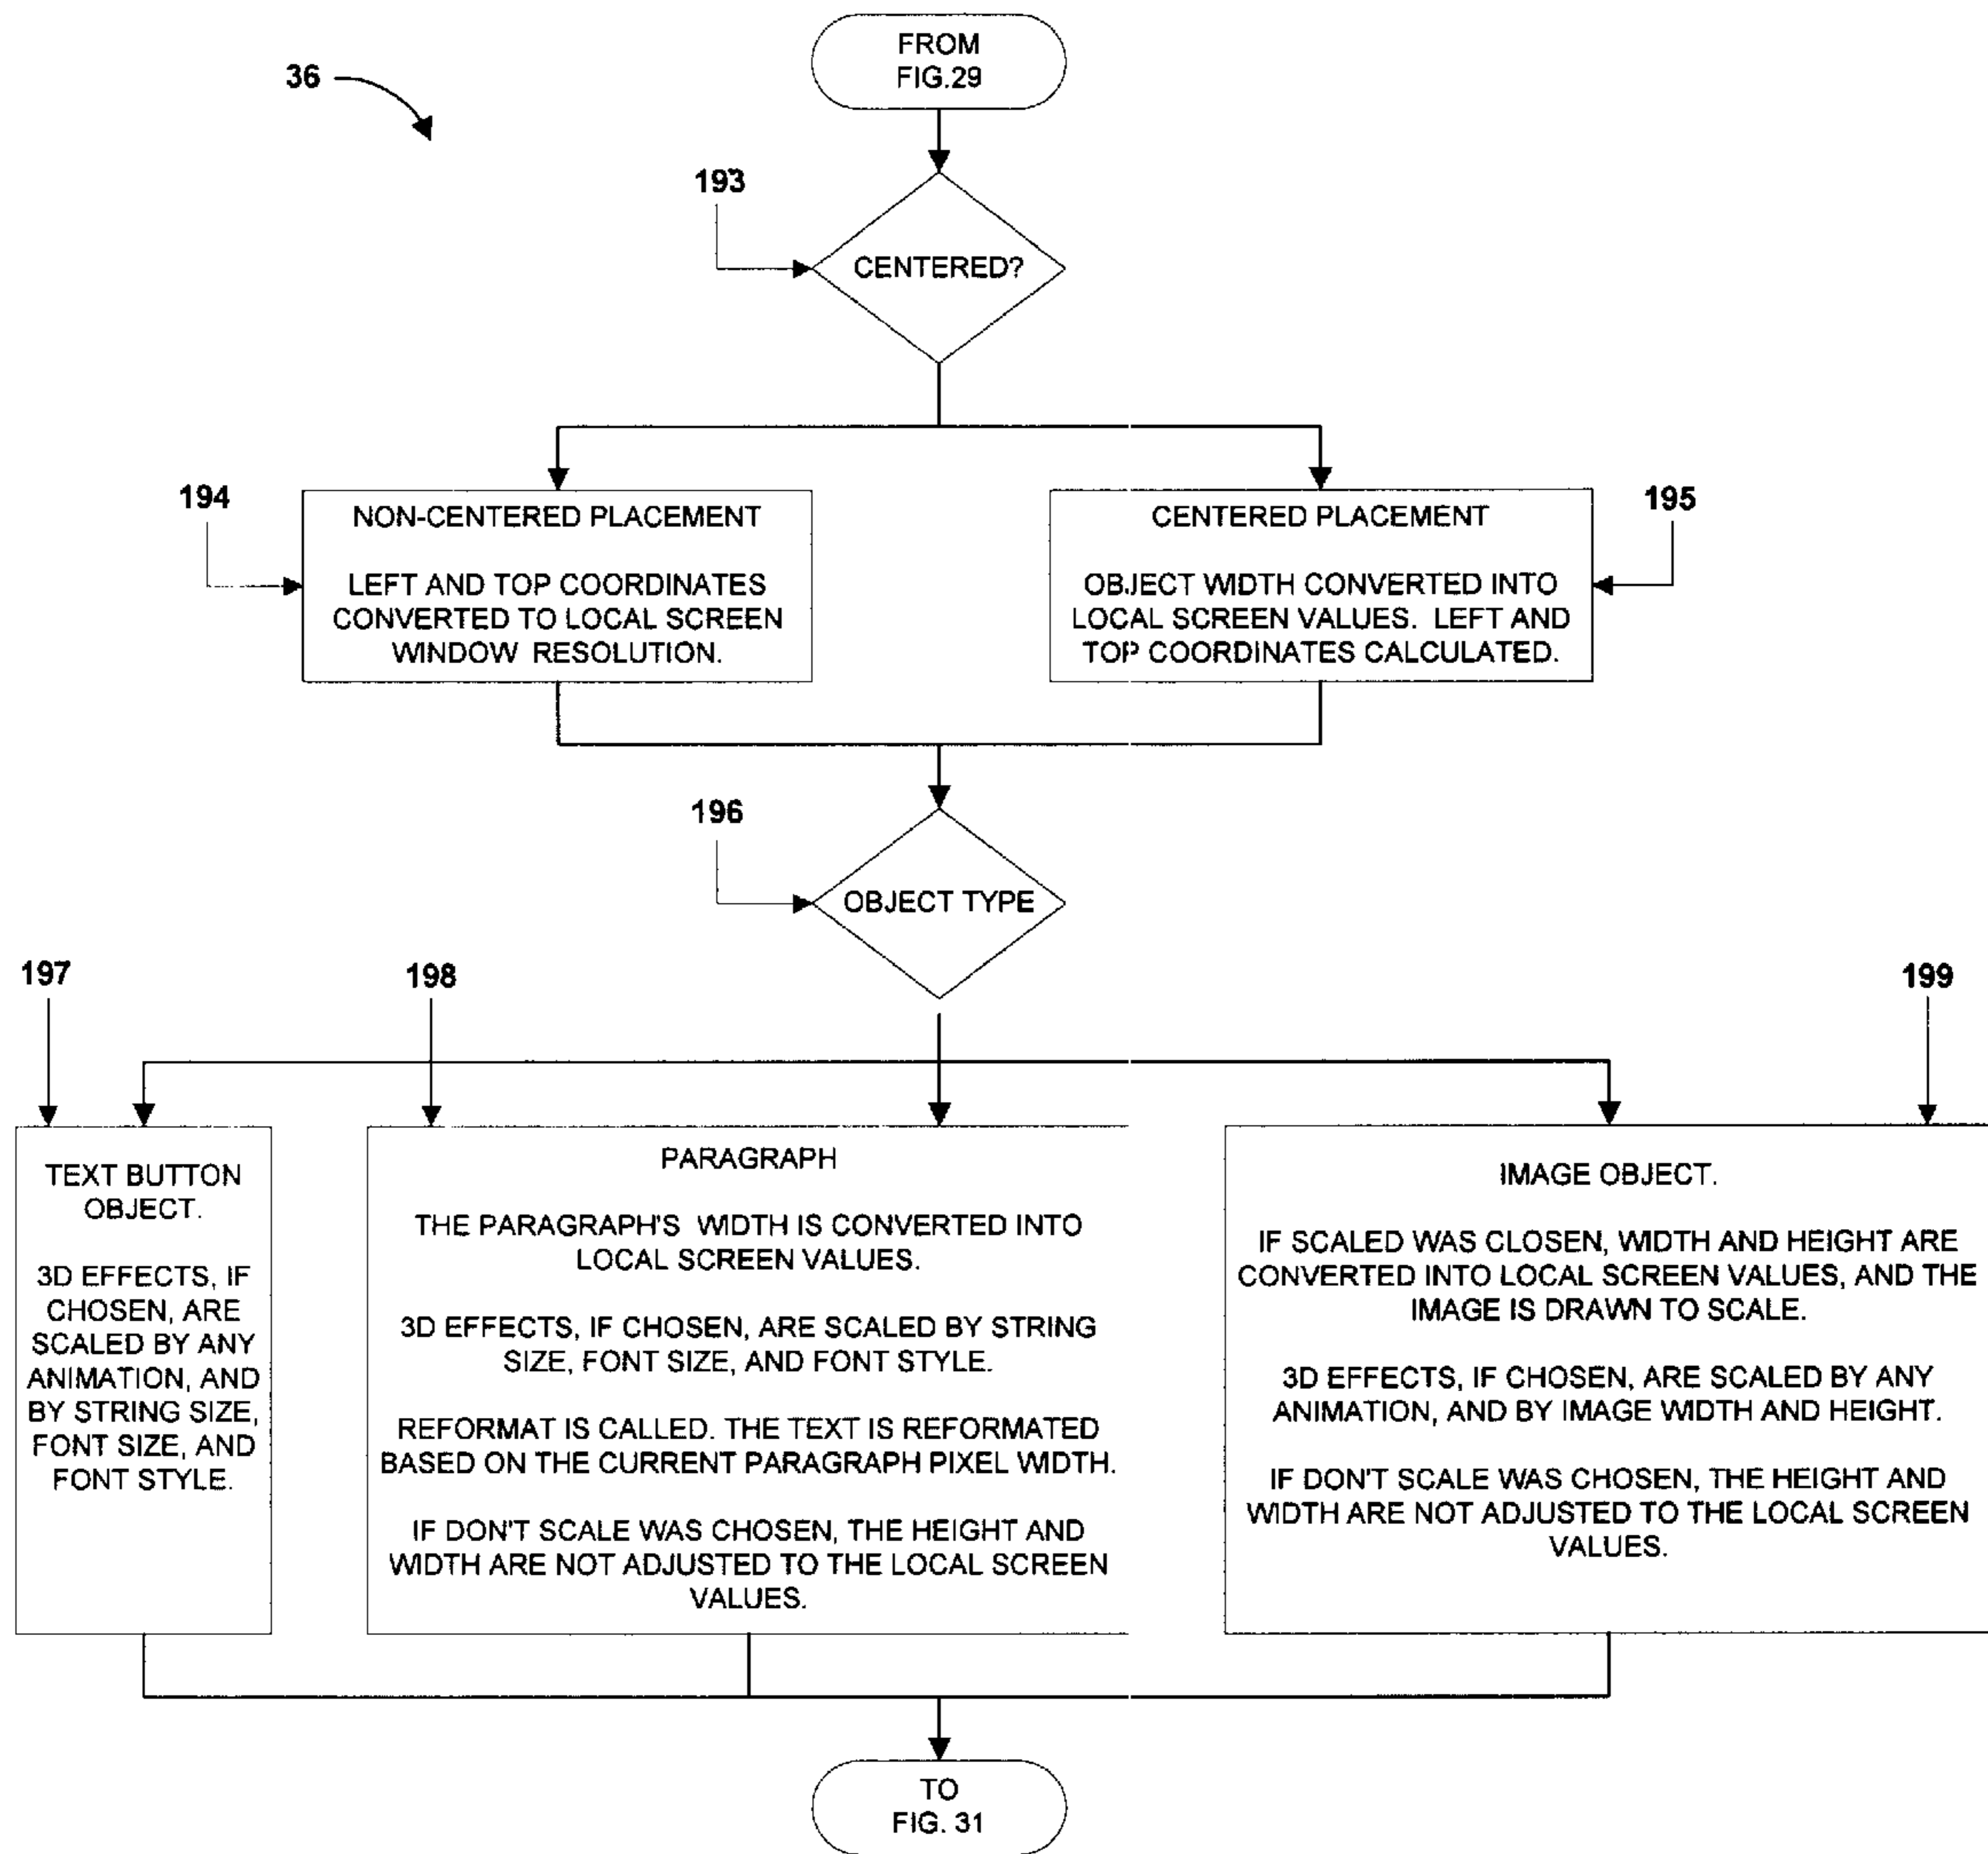 FROM
FIG.29
36
193
CENTERED?
194
NON-CENTERED PLACEMENT
LEFT AND TOP COORDINATES
CONVERTED TO LOCAL SCREEN
WINDOW RESOLUTION.
CENTERED PLACEMENT
OBJECT WIDTH CONVERTED INTO
LOCAL SCREEN VALUES. LEFT AND
TOP COORDINATES CALCULATED.
195
196
OBJECT TYPE
197
198
199
TEXT BUTTON
OBJECT.
3D EFFECTS, IF
CHOSEN, ARE
SCALED BY ANY
ANIMATION, AND
BY STRING SIZE,
FONT SIZE, AND
FONT STYLE.
PARAGRAPH
THE PARAGRAPH'S WIDTH IS CONVERTED INTO
LOCAL SCREEN VALUES.
3D EFFECTS, IF CHOSEN, ARE SCALED BY STRING
SIZE, FONT SIZE, AND FONT STYLE.
REFORMAT IS CALLED. THE TEXT IS REFORMATED
BASED ON THE CURRENT PARAGRAPH PIXEL WIDTH.
IF DON'T SCALE WAS CHOSEN, THE HEIGHT AND
WIDTH ARE NOT ADJUSTED TO THE LOCAL SCREEN
VALUES.
IMAGE OBJECT.
IF SCALED WAS CLOSEN, WIDTH AND HEIGHT ARE
CONVERTED INTO LOCAL SCREEN VALUES, AND THE
IMAGE IS DRAWN TO SCALE.
3D EFFECTS, IF CHOSEN, ARE SCALED BY ANY
ANIMATION, AND BY IMAGE WIDTH AND HEIGHT.
IF DON'T SCALE WAS CHOSEN, THE HEIGHT AND
WIDTH ARE NOT ADJUSTED TO THE LOCAL SCREEN
VALUES.
TO
FIG. 31